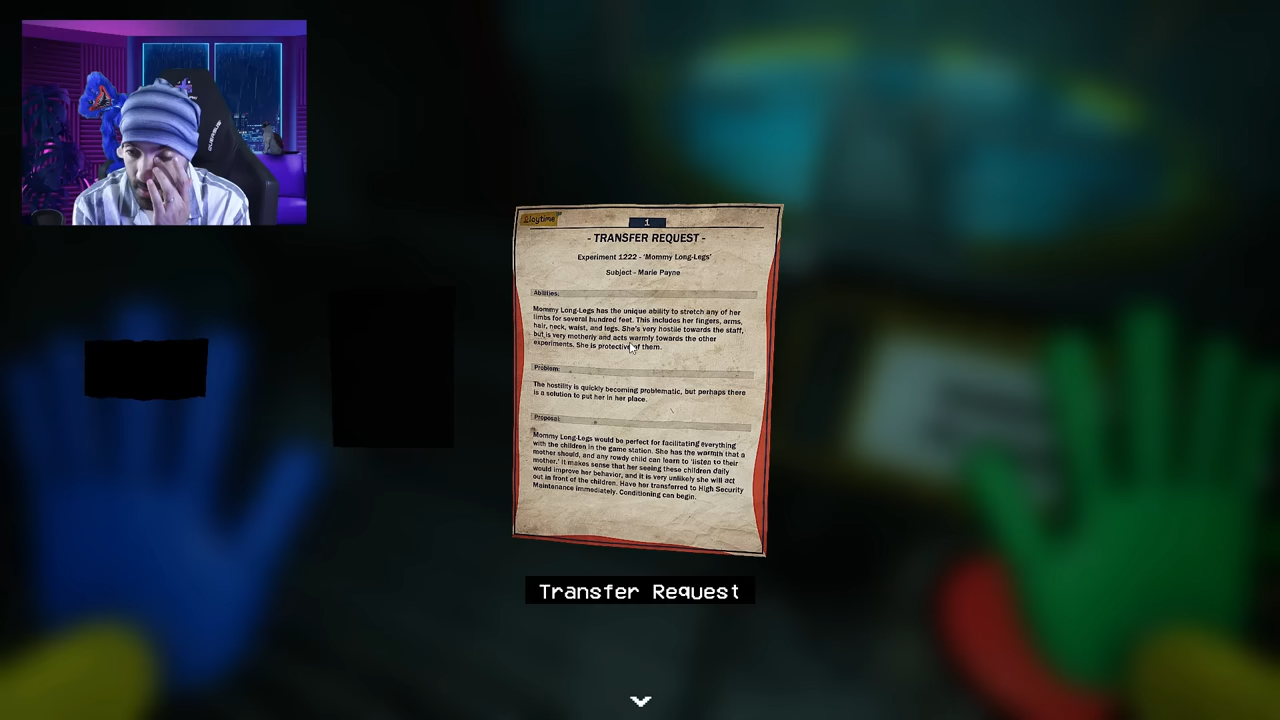 Playtime
1
- TRANSFER REQUEST -
Experiment 1222 - 'Mommy Long-Legs'
Subject - Marie Payne
Abilities:
Mommy Long-Legs has the unique ability to stretch any of her
limbs for several hundred feet. This includes her fingers, arms,
hair, neck, waist, and legs. She's very hostile towards the staff,
but is very motherly and acts warmly towards the other
experiments. She is protective of them.
Problem:
The hostility is quickly becoming problematic, but perhaps there
is a solution to put her in her place.
Proposal:
Mommy Long-Legs would be perfect for facilitating everything
with the children in the game station. She has the warmth that a
mother should, and any rowdy child can learn to 'listen to their
mother.' It makes sense that her seeing these children daily
would improve her behavior, and it is very unlikely she will act
out in front of the children. Have her transferred to High Security
Maintenance immediately. Conditioning can begin.
Transfer Request